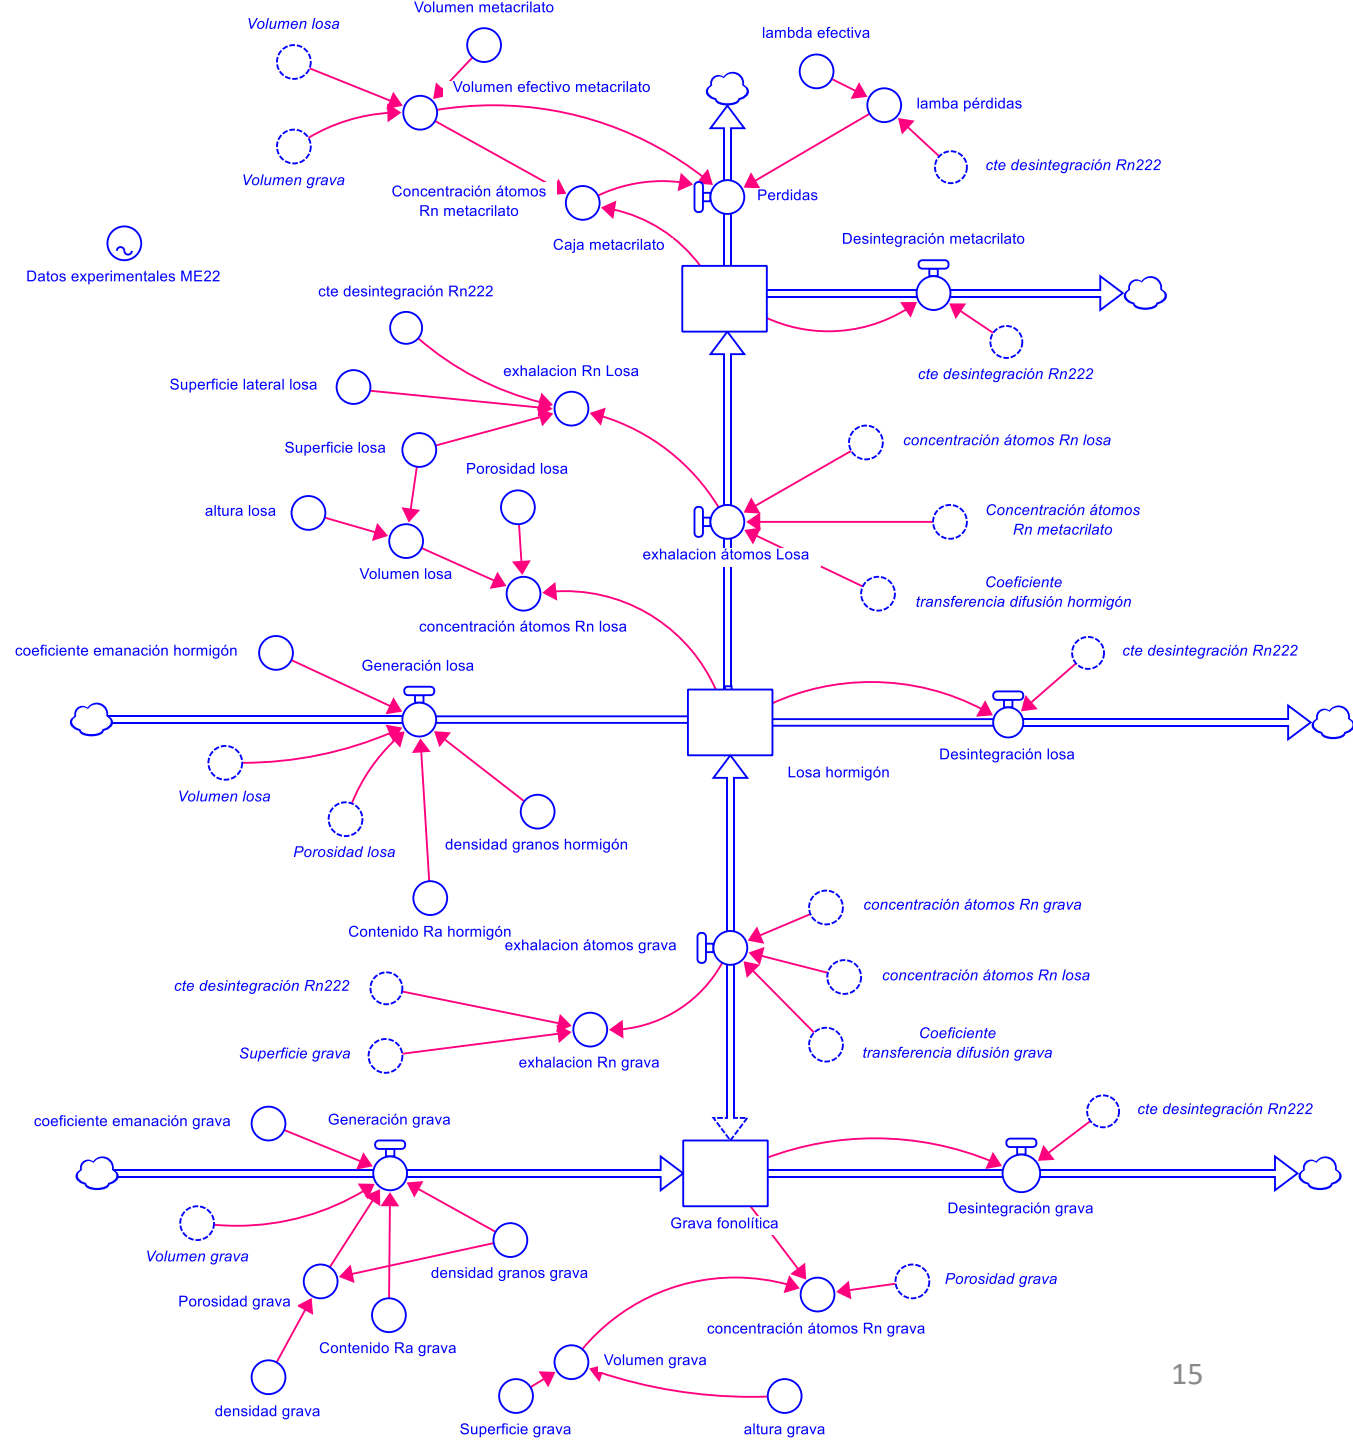 Volumen metacrilato
Volumen losa
lambda efectiva
Volumen efectivo metacrilato
lamba pérdidas
cte desintegración Rn222
Volumen grava
Concentración átomos
Rn metacrilato
Perdidas
Caja metacrilato
Desintegración metacrilato
Datos experimentales ME22
cte desintegración Rn222
cte desintegración Rn222
exhalacion Rn Losa
Superficie lateral losa
Superficie losa
concentración átomos Rn losa
Porosidad losa
altura losa
Concentración átomos
Rn metacrilato
exhalacion átomos Losa
Volumen losa
Coeficiente
transferencia difusión hormigón
concentración átomos Rn losa
coeficiente emanación hormigón
Generación losa
cte desintegración Rn222
Desintegración losa
Losa hormigón
Volumen losa
Porosidad losa
densidad granos hormigón
Contenido Ra hormigón
concentración átomos Rn grava
exhalacion átomos grava
concentración átomos Rn losa
cte desintegración Rn222
Superficie grava
exhalacion Rn grava
Coeficiente
transferencia difusión grava
coeficiente emanación grava
Generación grava
cte desintegración Rn222
Desintegración grava
Grava fonolítica
Volumen grava
densidad granos grava
Porosidad grava
Porosidad grava
concentración átomos Rn grava
Contenido Ra grava
Volumen grava
densidad grava
Superficie grava
altura grava
15